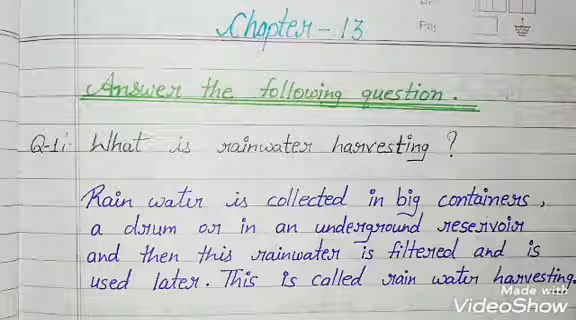 Chapter - 13
Answer the following question.
Q-1i What is rainwater harvesting ?
Rain water is collected in big containers,
a drum or in an underground reservoir
and then this rainwater is filtered and is
used later. This is called rain water harvesting.
Made with
VideoShow